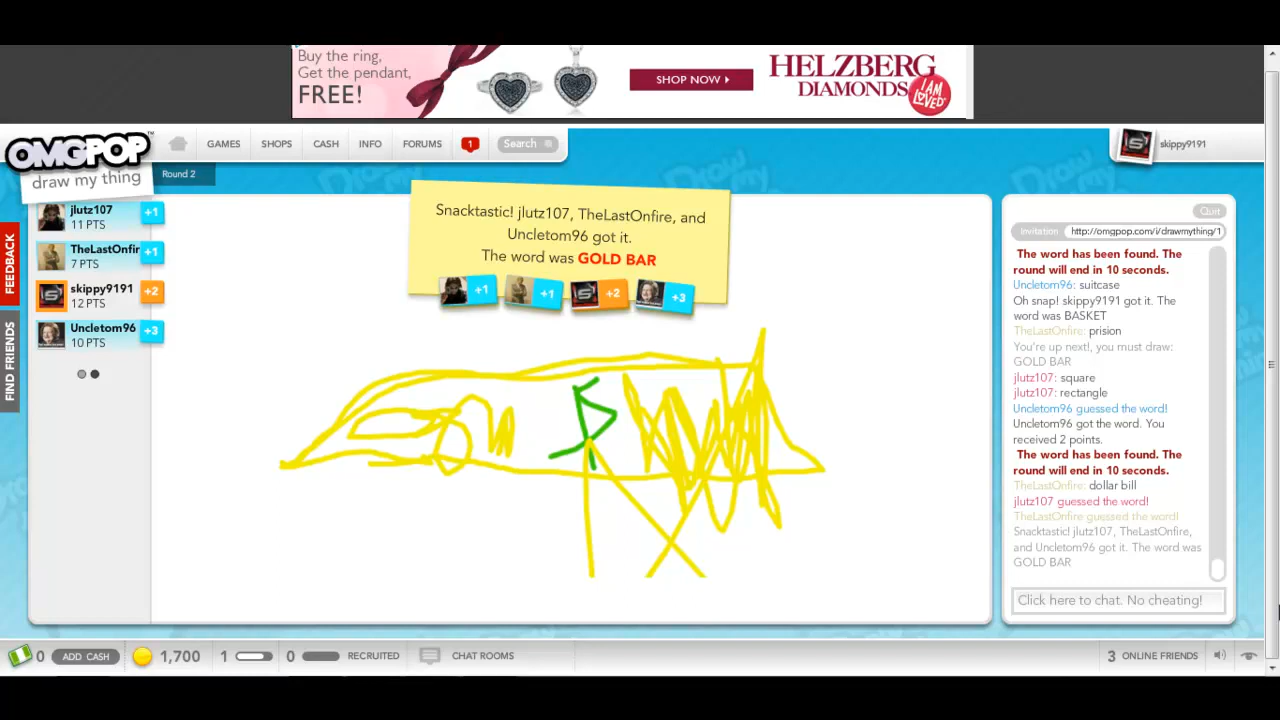 Buy the ring,
Get the pendant,
FREE!
SHOP NOW
HELZBERG
DIAMONDS
I AM
LOVED
OMGPOP
draw my thing
GAMES
SHOPS
CASH
INFO
FORUMS
1
Search
skippy9191
Round 2
FEEDBACK
FIND FRIENDS
jlutz107
11 PTS
+1
TheLastOnfir
7 PTS
+1
skippy9191
12 PTS
+2
Uncletom96
10 PTS
+3
Snacktastic! jlutz107, TheLastOnfire, and
Uncletom96 got it.
The word was GOLD BAR
+1
+1
+2
+3
Quit
Invitation
http://omgpop.com/i/drawmything/1
The word has been found. The
round will end in 10 seconds.
Uncletom96: suitcase
Oh snap! skippy9191 got it. The
word was BASKET
TheLastOnfire: prision
You're up next!, you must draw:
GOLD BAR
jlutz107: square
jlutz107: rectangle
Uncletom96 guessed the word!
Uncletom96 got the word. You
received 2 points.
The word has been found. The
round will end in 10 seconds.
TheLastOnfire: dollar bill
jlutz107 guessed the word!
TheLastOnfire guessed the word!
Snacktastic! jlutz107, TheLastOnfire,
and Uncletom96 got it. The word was
GOLD BAR
Click here to chat. No cheating!
0
ADD CASH
1,700
1
0
RECRUITED
CHAT ROOMS
3 ONLINE FRIENDS